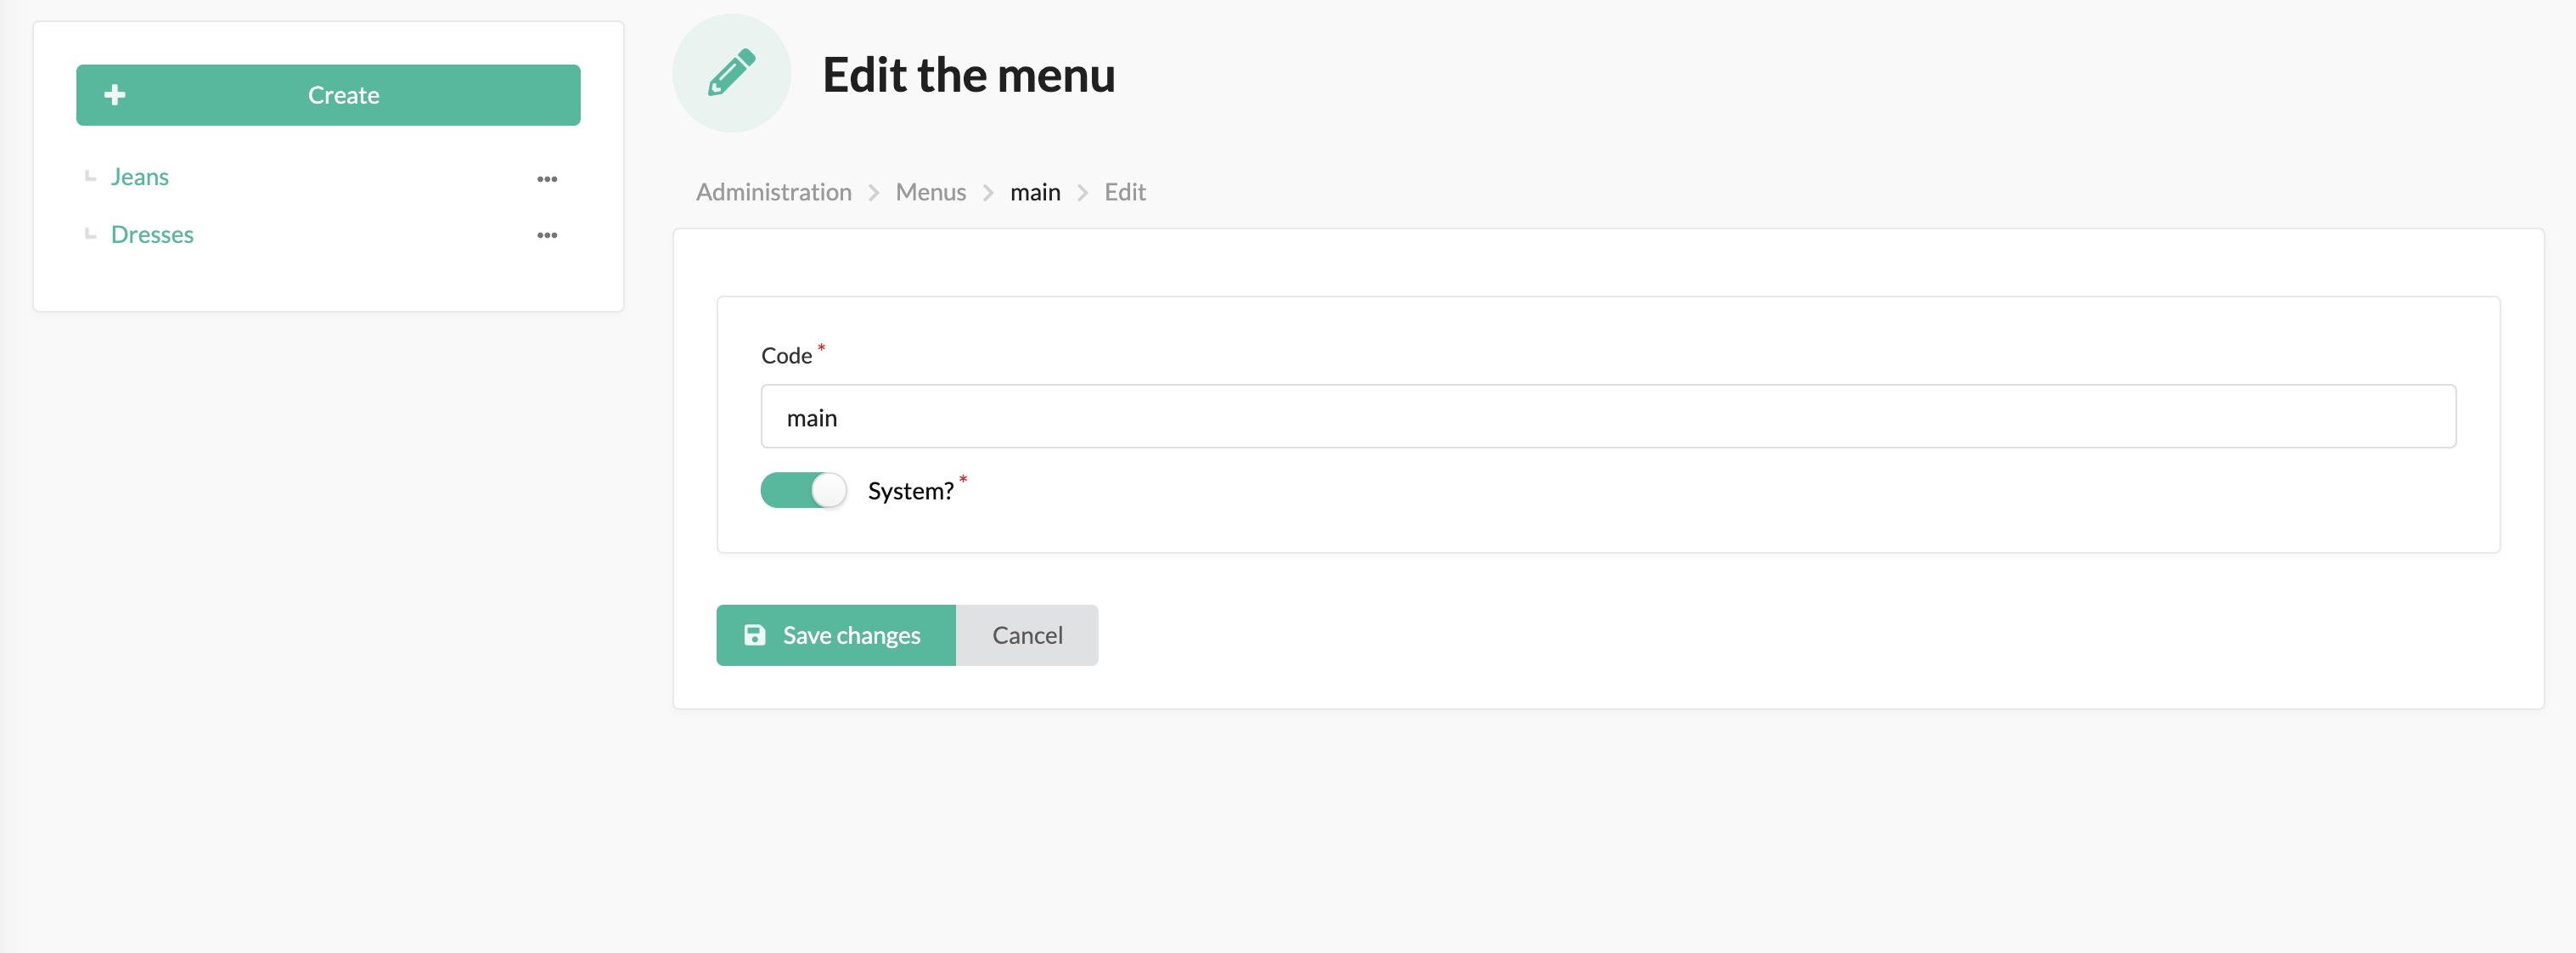 Create
Jeans
Dresses
Edit the menu
Administration > Menus > main > Edit
Code *
main
System? *
Save changes
Cancel